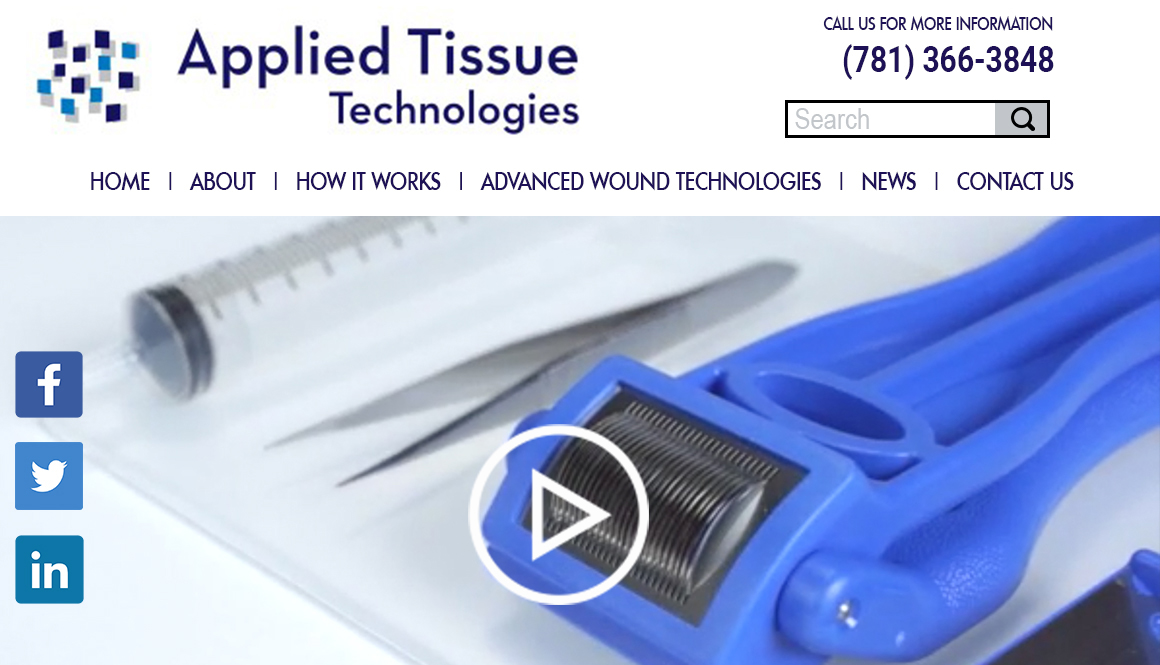 Applied Tissue
Technologies
CALL US FOR MORE INFORMATION
(781) 366-3848
Search
HOME | ABOUT | HOW IT WORKS | ADVANCED WOUND TECHNOLOGIES | NEWS | CONTACT US
f
in